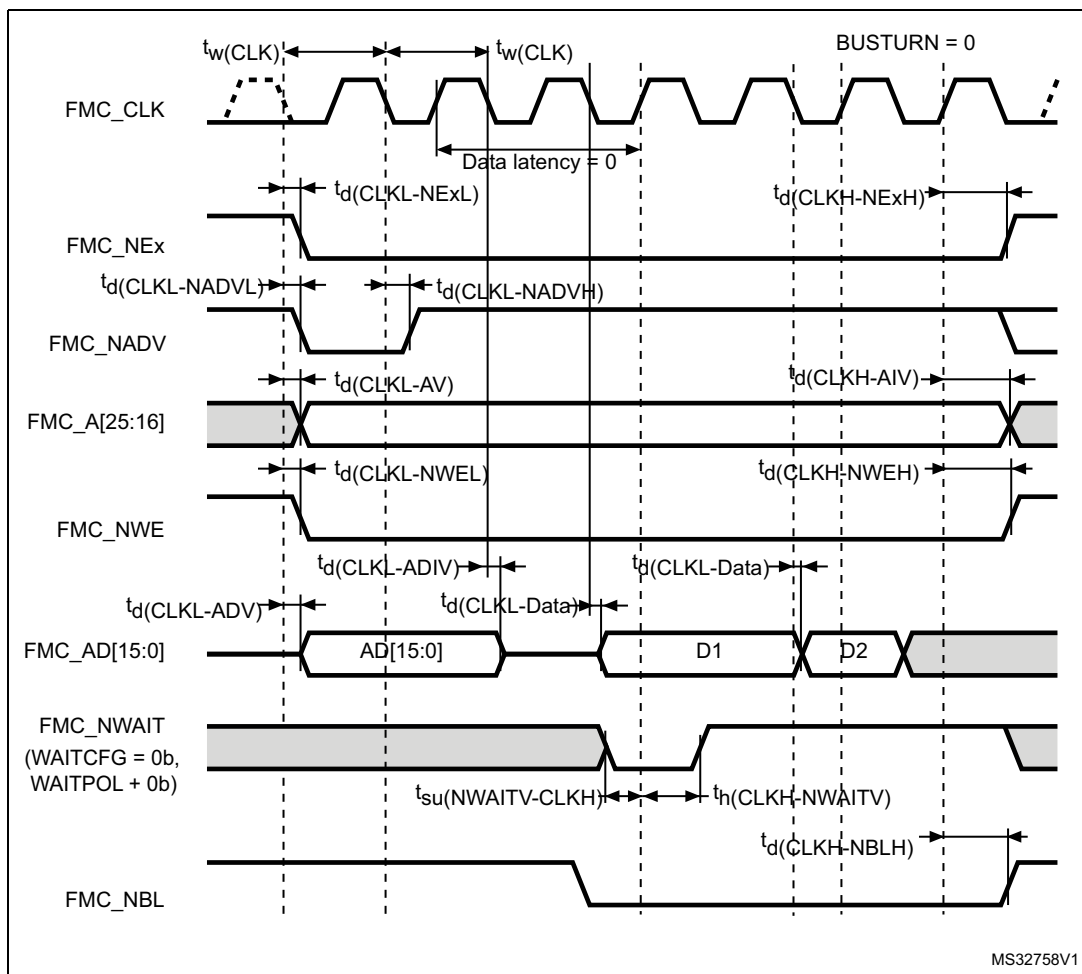 tw(CLK) tw(CLK) BUSTURN = 0
FMC_CLK
Data latency = 0
td(CLKL-NExL) td(CLKH-NExH)
FMC_NEx
td(CLKL-NADVL) td(CLKL-NADVH)
FMC_NADV
td(CLKL-AV) td(CLKH-AIV)
FMC_A[25:16]
td(CLKL-NWEL) td(CLKH-NWEH)
FMC_NWE
td(CLKL-ADIV) td(CLKL-Data)
td(CLKL-ADV) td(CLKL-Data)
FMC_AD[15:0] AD[15:0] D1 D2
FMC_NWAIT
(WAITCFG = 0b,
WAITPOL + 0b)
tsu(NWAITV-CLKH) th(CLKH-NWAITV)
td(CLKH-NBLH)
FMC_NBL
MS32758V1